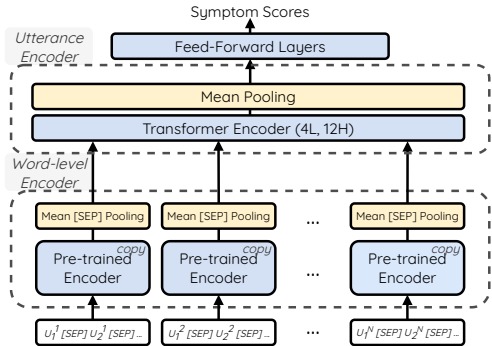 Symptom Scores
Utterance
Encoder
Feed-Forward Layers
Mean Pooling
Transformer Encoder (4L, 12H)
Word-level
Encoder
Mean [SEP] Pooling Mean [SEP] Pooling ... Mean [SEP] Pooling
copy copy copy
Pre-trained Pre-trained ... Pre-trained
Encoder Encoder Encoder
U₁¹ [SEP] U₂¹ [SEP] ... U₁² [SEP] U₂² [SEP] ... ... U₁ᴺ [SEP] U₂ᴺ [SEP] ...